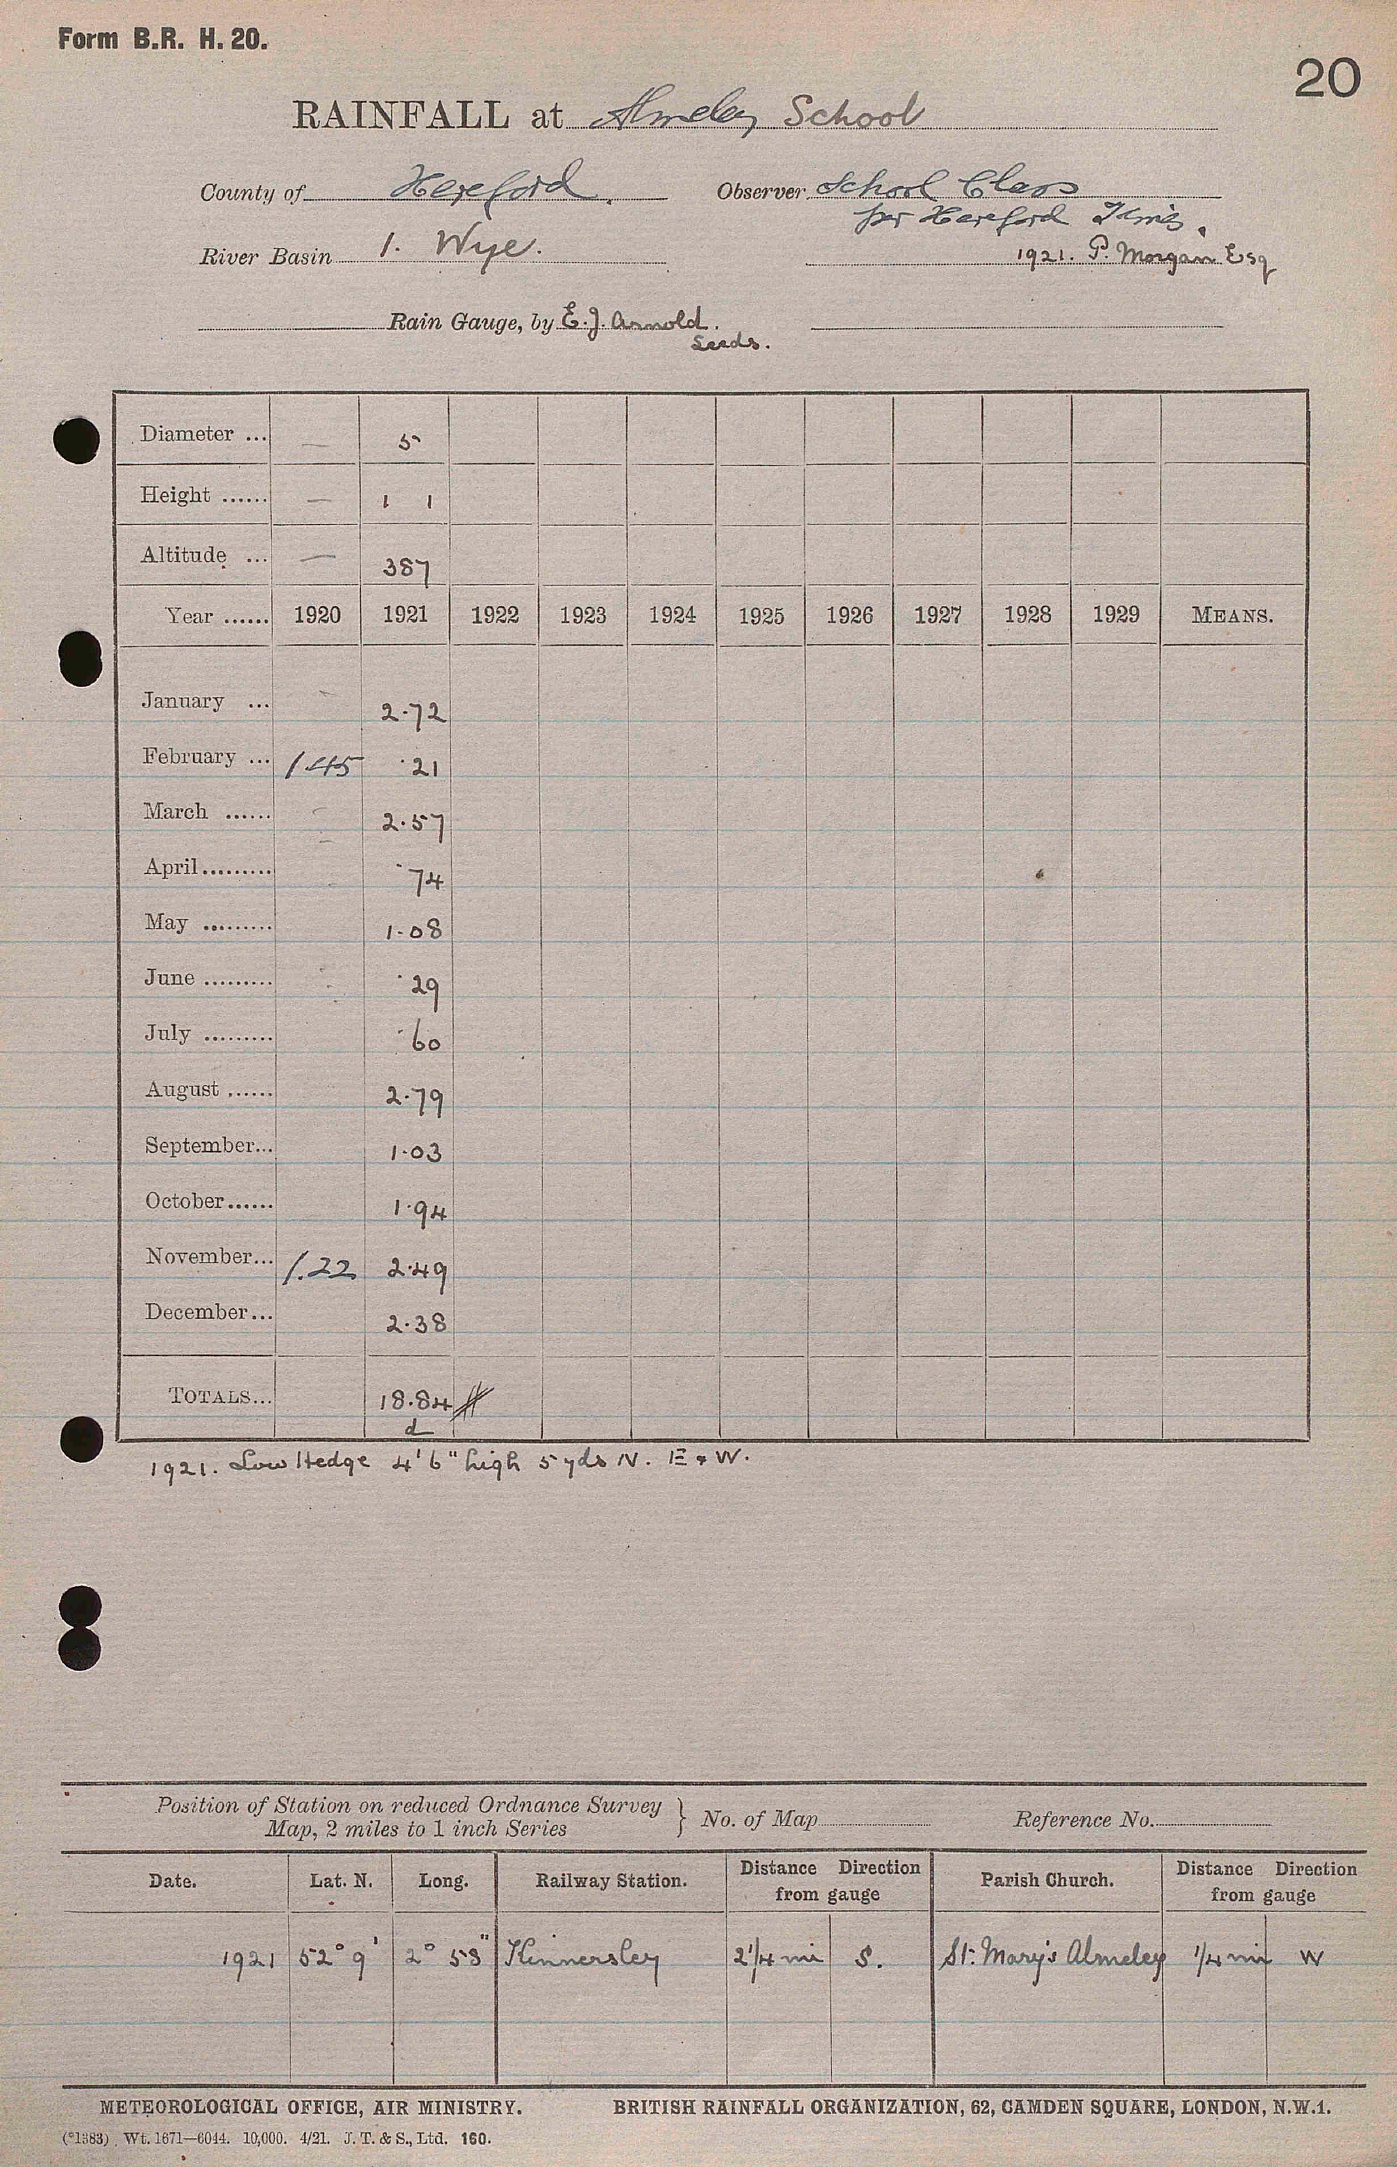 Form B.R. H. 20.
20
RAINFALL at Almeley School
County of Hereford. Observer School Class
per Hereford Times.
River Basin 1. Wye. 1921. P. Morgan Esq
Rain Gauge, by E.J. Arnold.
Leeds.
Diameter ... — 5
Height ...... — 1 1
Altitude ... — 387
Year ...... 1920 1921 1922 1923 1924 1925 1926 1927 1928 1929 MEANS.
January ... 2.72
February ... 1.45 .21
March ...... 2.57
April......... .74
May ......... 1.08
June ......... .29
July ......... .60
August ...... 2.79
September... 1.03
October...... 1.94
November... 1.22 2.49
December... 2.38
TOTALS... 18.84
d
1921. Low Hedge 4'6" high 5 yds N. E & W.
Position of Station on reduced Ordnance Survey
Map, 2 miles to 1 inch Series } No. of Map Reference No.
Date. Lat. N. Long. Railway Station. Distance Direction from gauge Parish Church. Distance Direction from gauge
1921 52° 9' 2° 58" Kinnersley 2¼ mi S. St. Mary's Almeley ¼ mi W
METEOROLOGICAL OFFICE, AIR MINISTRY. BRITISH RAINFALL ORGANIZATION, 62, CAMDEN SQUARE, LONDON, N.W.1.
(*1383) Wt. 1671—6044. 10,000. 4/21. J. T. & S., Ltd. 160.